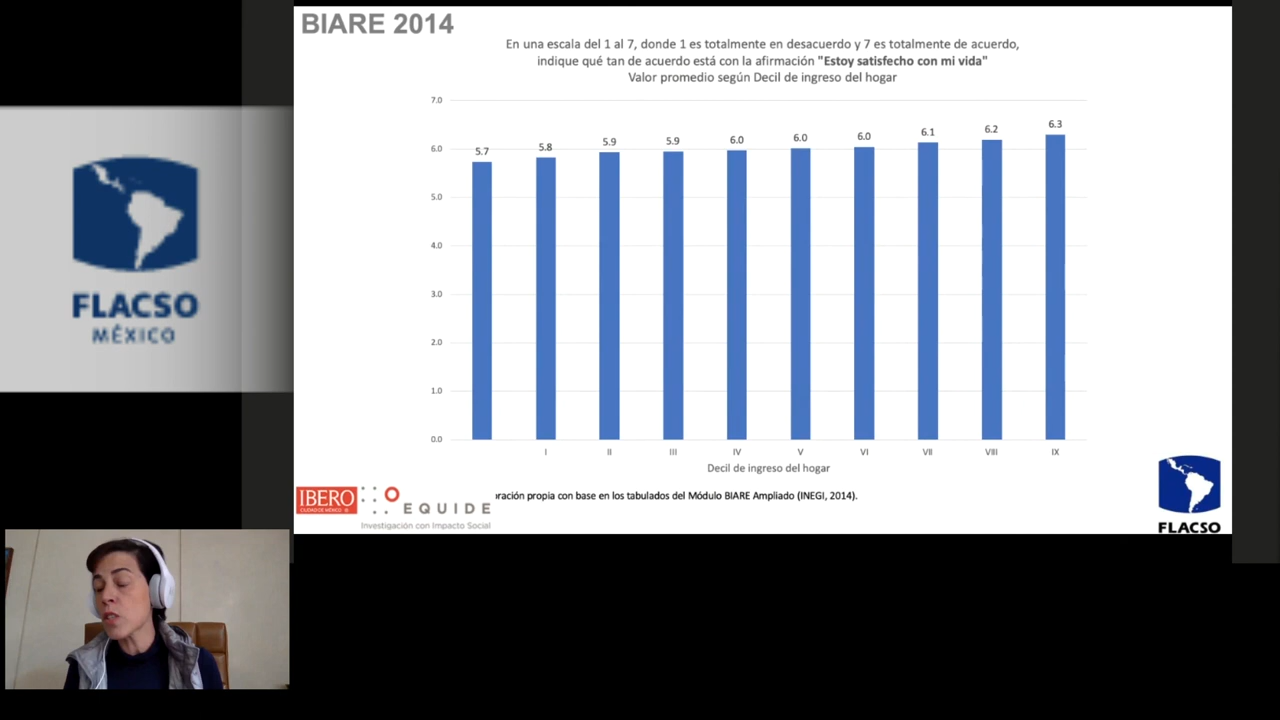 BIARE 2014
En una escala del 1 al 7, donde 1 es totalmente en desacuerdo y 7 es totalmente de acuerdo,
indique qué tan de acuerdo está con la afirmación "Estoy satisfecho con mi vida"
Valor promedio según Decil de ingreso del hogar
7.0
6.0
5.0
4.0
3.0
2.0
1.0
0.0
5.7
5.8
5.9
5.9
6.0
6.0
6.0
6.1
6.2
6.3
I
II
III
IV
V
VI
VII
VIII
IX
Decil de ingreso del hogar
oración propia con base en los tabulados del Módulo BIARE Ampliado (INEGI, 2014).
IBERO
CIUDAD DE MÉXICO
EQUIDE
Investigación con Impacto Social
FLACSO
FLACSO
MÉXICO